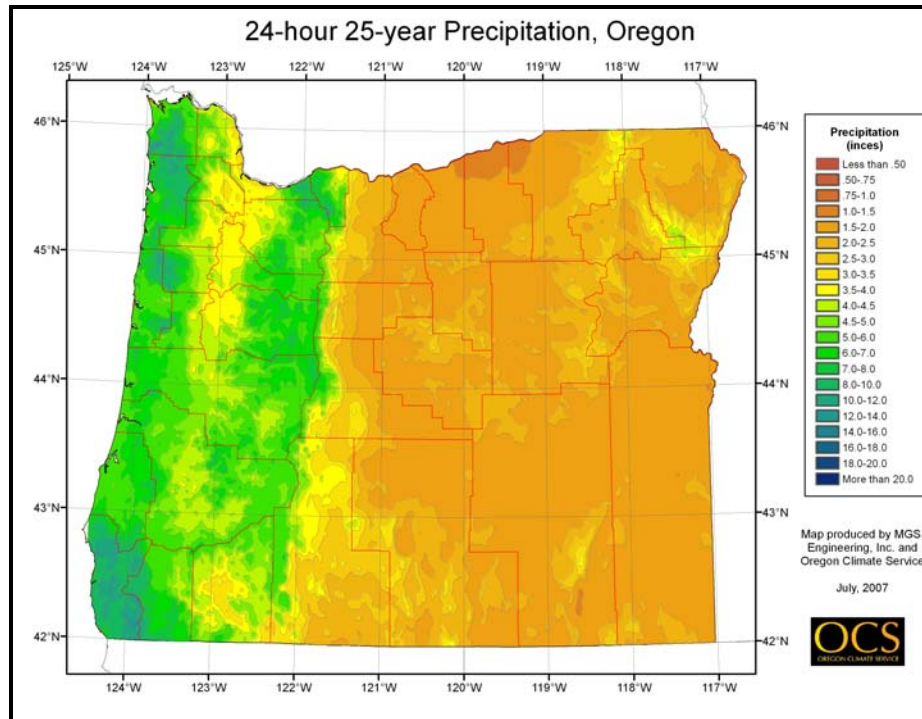 24-hour 25-year Precipitation, Oregon
125°W 124°W 123°W 122°W 121°W 120°W 119°W 118°W 117°W
46°N 46°N
45°N 45°N
44°N 44°N
43°N 43°N
42°N 42°N
124°W 123°W 122°W 121°W 120°W 119°W 118°W 117°W
Precipitation
(inces)
Less than .50
.50-.75
.75-1.0
1.0-1.5
1.5-2.0
2.0-2.5
2.5-3.0
3.0-3.5
3.5-4.0
4.0-4.5
4.5-5.0
5.0-6.0
6.0-7.0
7.0-8.0
8.0-10.0
10.0-12.0
12.0-14.0
14.0-16.0
16.0-18.0
18.0-20.0
More than 20.0
Map produced by MGS
Engineering, Inc. and
Oregon Climate Service
July, 2007
OCS
OREGON CLIMATE SERVICE